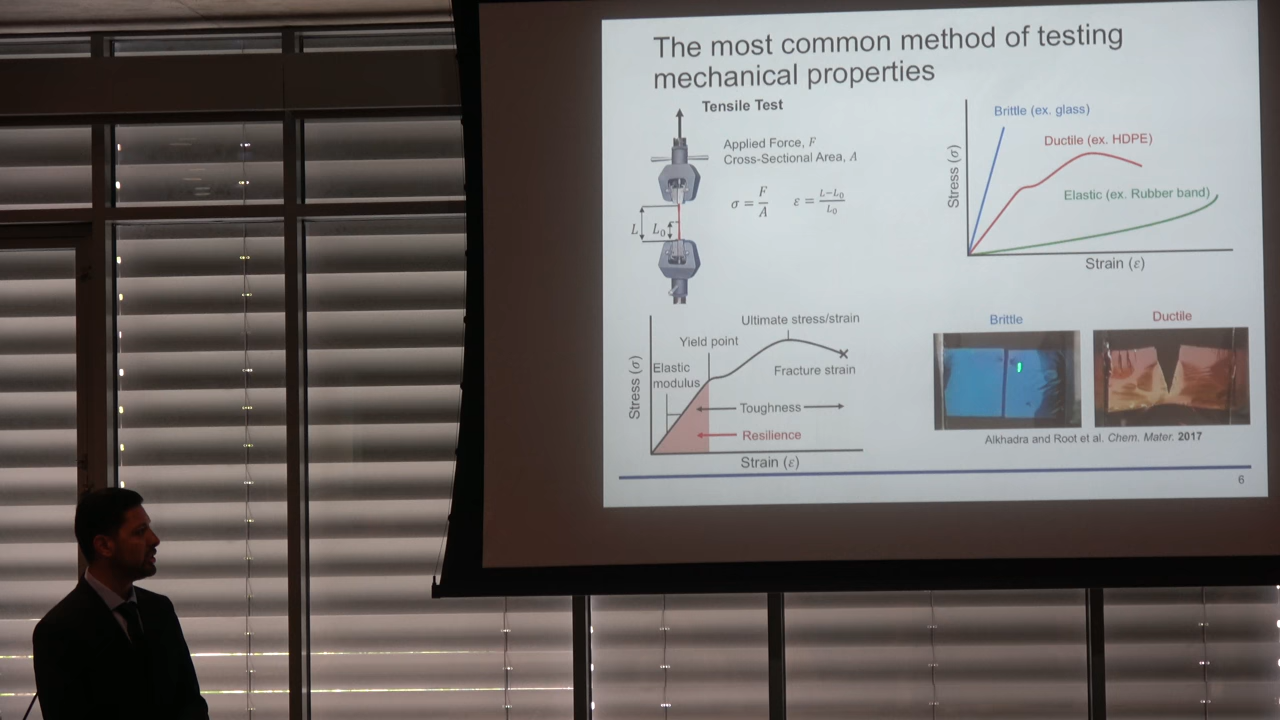 The most common method of testing
mechanical properties
Tensile Test
Applied Force, F
Cross-Sectional Area, A
σ = F/A
ε = L−L₀/L₀
L
L₀
Stress (σ)
Brittle (ex. glass)
Ductile (ex. HDPE)
Elastic (ex. Rubber band)
Strain (ε)
Stress (σ)
Ultimate stress/strain
Yield point
Elastic
modulus
Fracture strain
Toughness
Resilience
Strain (ε)
Brittle
Ductile
Alkhadra and Root et al. Chem. Mater. 2017
6